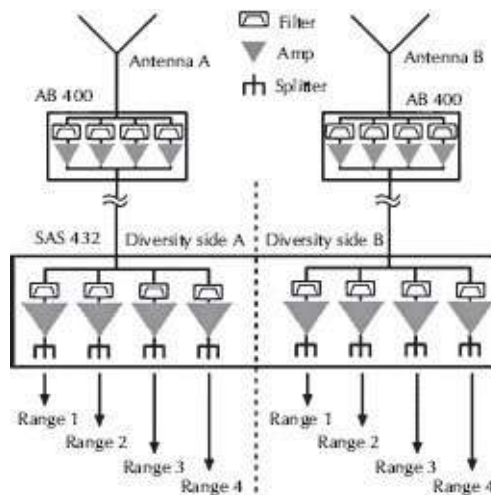 Filter
Antenna A
Amp
Antenna B
Splitter
AB 400
AB 400
SAS 432
Diversity side A
Diversity side B
Range 1
Range 2
Range 3
Range 4
Range 1
Range 2
Range 3
Range 4